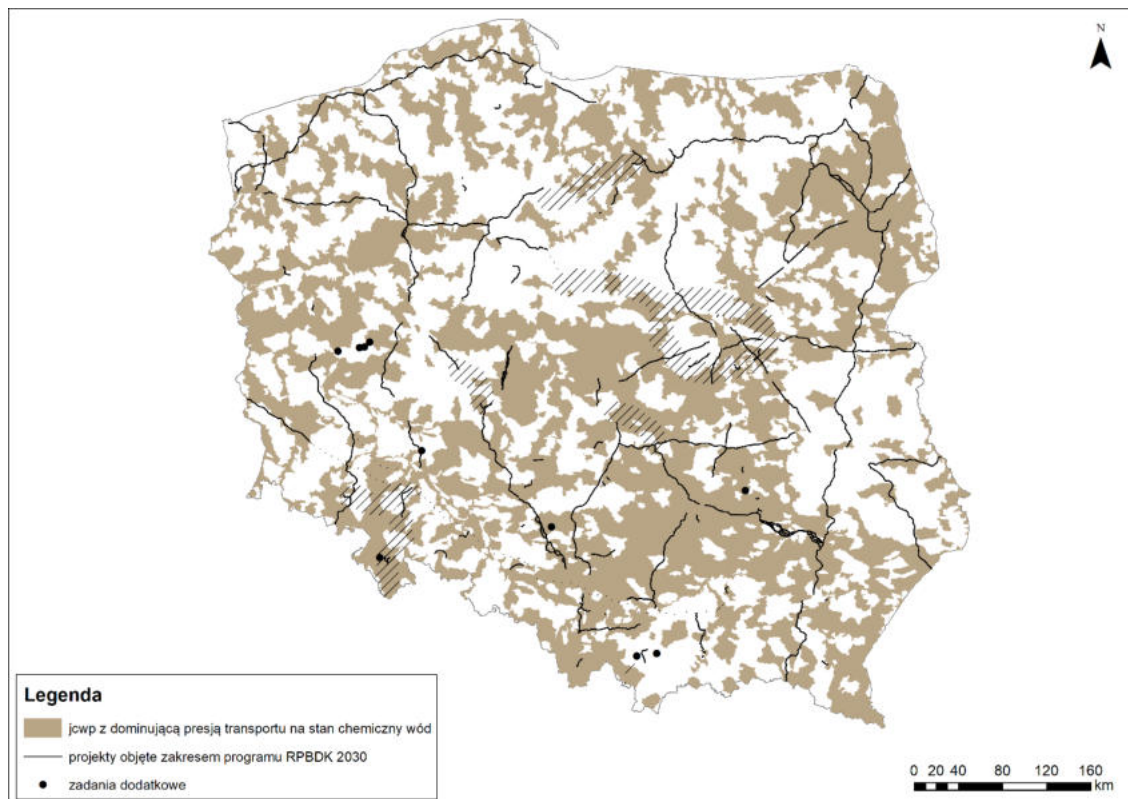 N
Legenda
jcwp z dominującą presją transportu na stan chemiczny wód
projekty objęte zakresem programu RPBDK 2030
zadania dodatkowe
0 20 40 80 120 160
km